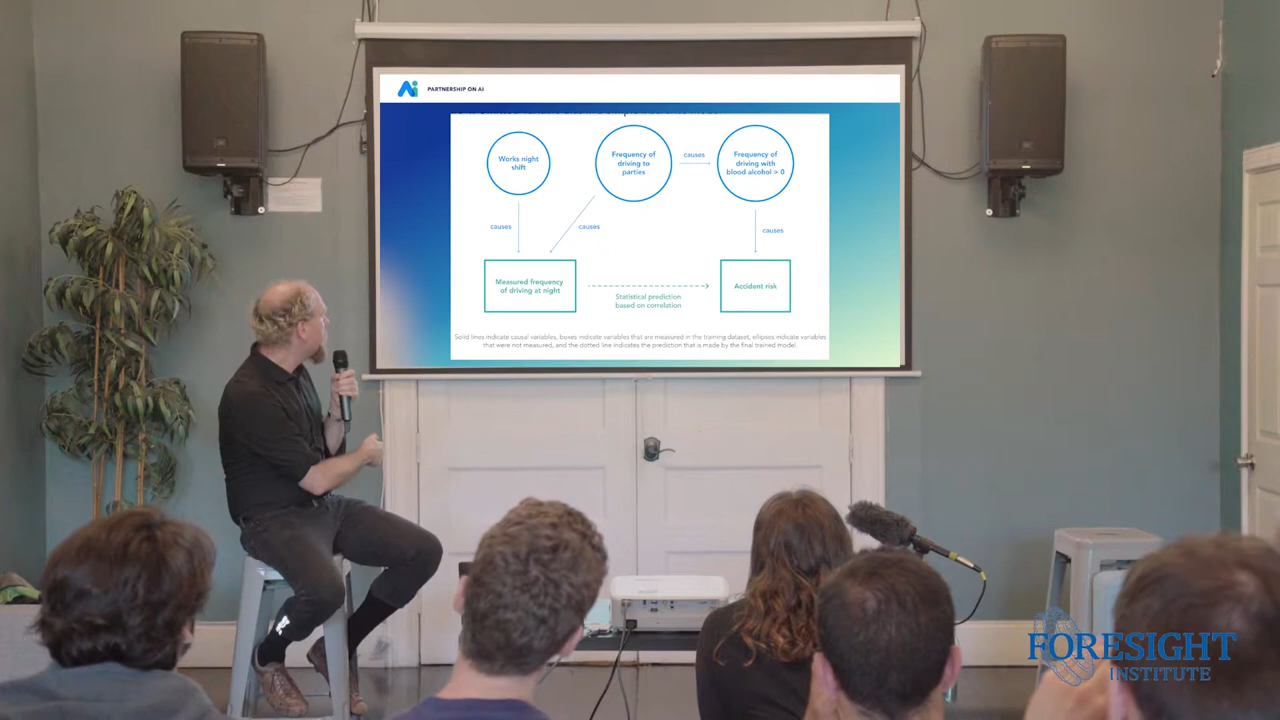 PARTNERSHIP ON AI
Works night
shift
Frequency of
driving to
parties
causes
Frequency of
driving with
blood alcohol > 0
causes
causes
causes
Measured frequency
of driving at night
Statistical prediction
based on correlation
Accident risk
Solid lines indicate causal variables, boxes indicate variables that are measured in the training dataset, ellipses indicate variables
that were not measured, and the dotted line indicates the prediction that is made by the final trained model.
FORESIGHT
INSTITUTE